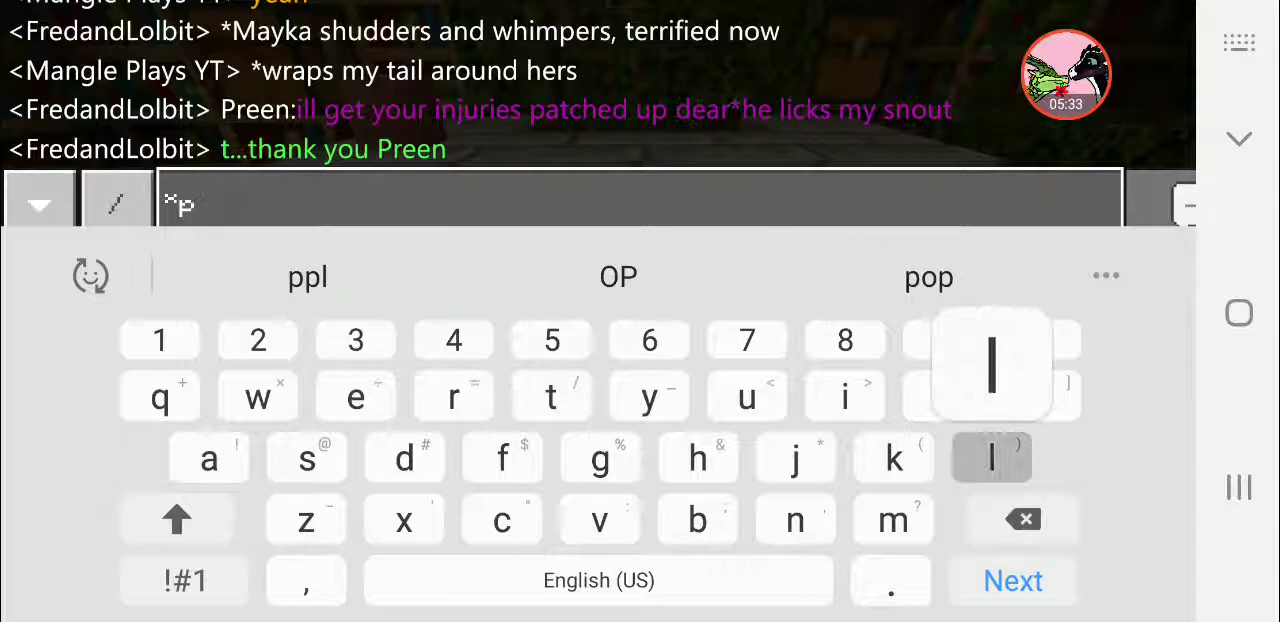 <FredandLolbit> *Mayka shudders and whimpers, terrified now
<Mangle Plays YT> *wraps my tail around hers
<FredandLolbit> Preen:ill get your injuries patched up dear*he licks my snout
<FredandLolbit> t...thank you Preen
05:33
/ *p
ppl OP pop
1 2 3 4 5 6 7 8
q + w × e ÷ r = t / y _ u < i > ]
l
a ! s @ d # f $ g % h & j * k ( l )
z - x ' c " v : b ; n , m ?
!#1 , English (US) . Next